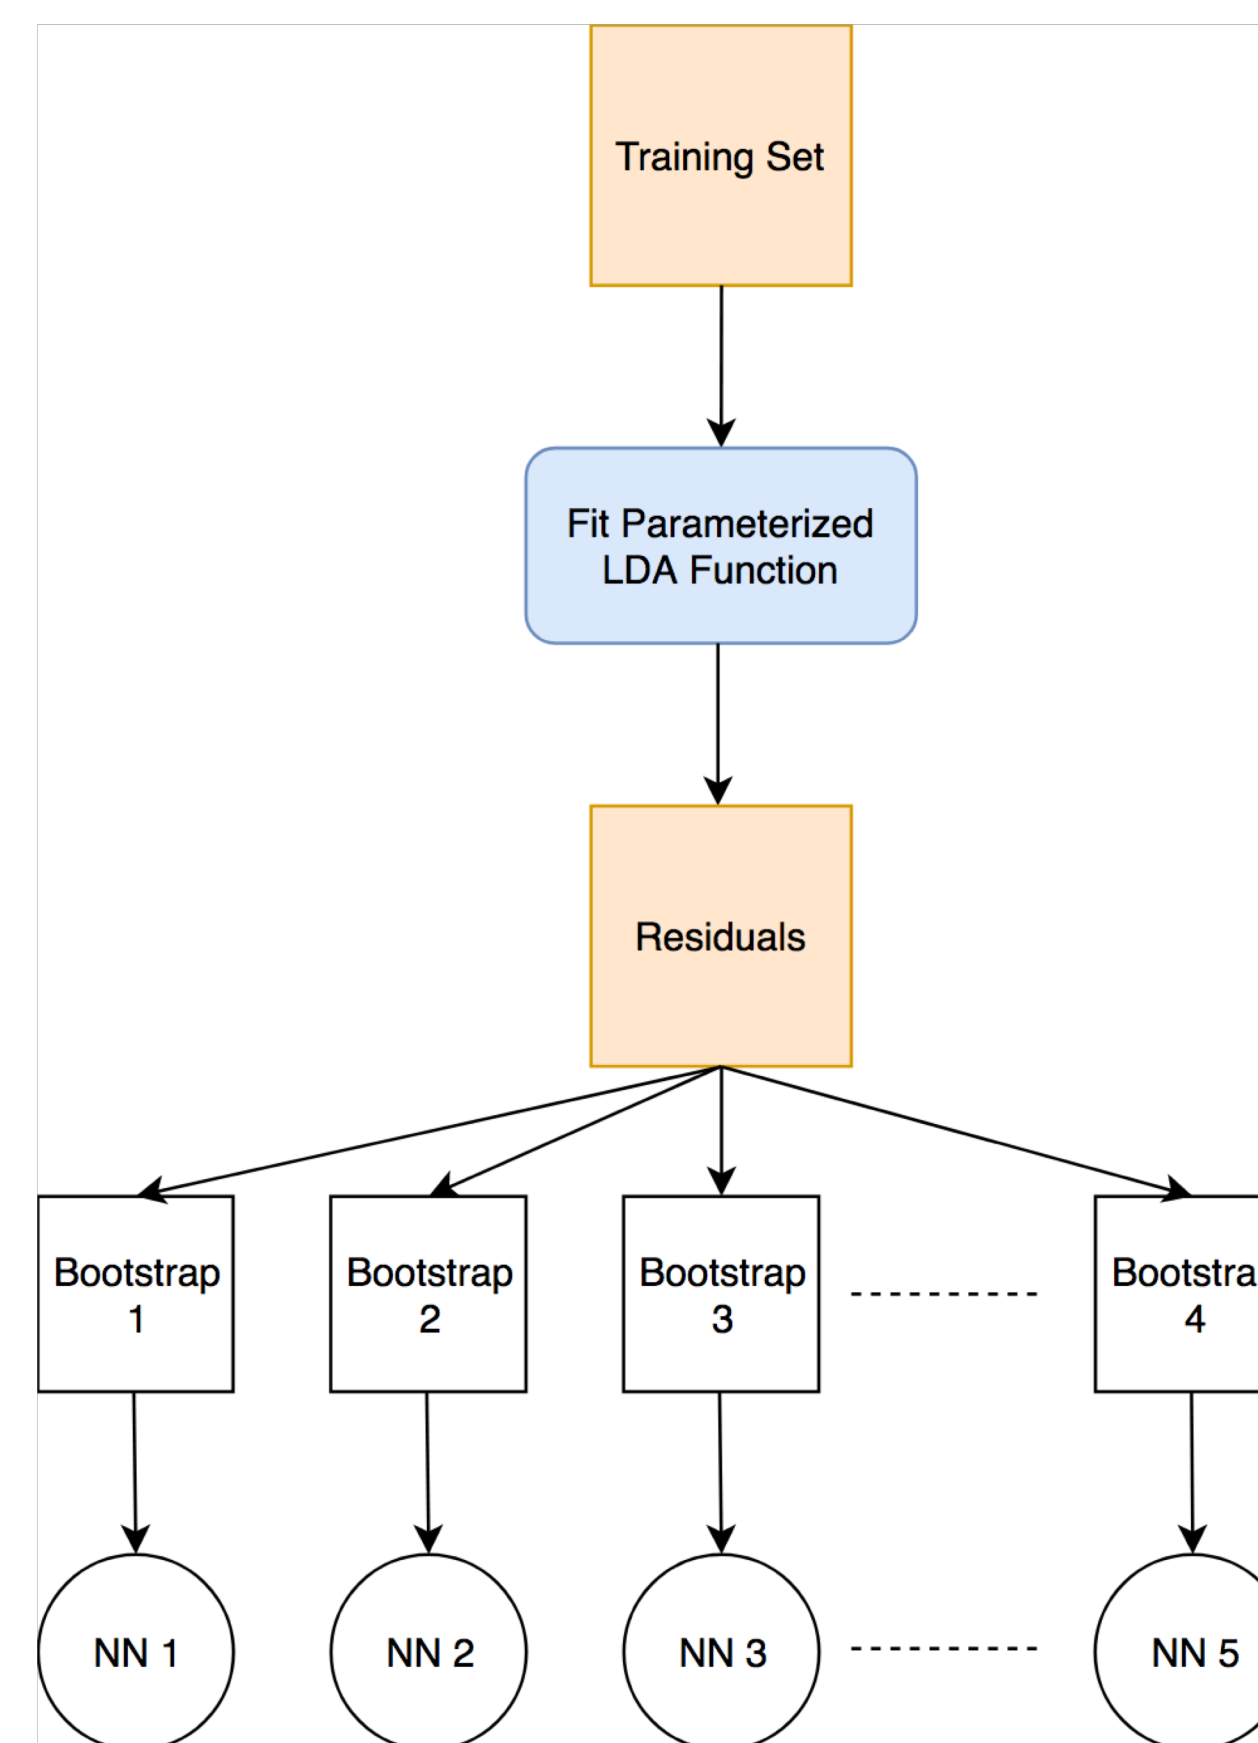 Training Set
Fit Parameterized
LDA Function
Residuals
Bootstrap
1
Bootstrap
2
Bootstrap
3
Bootstra
4
NN 1
NN 2
NN 3
NN 5